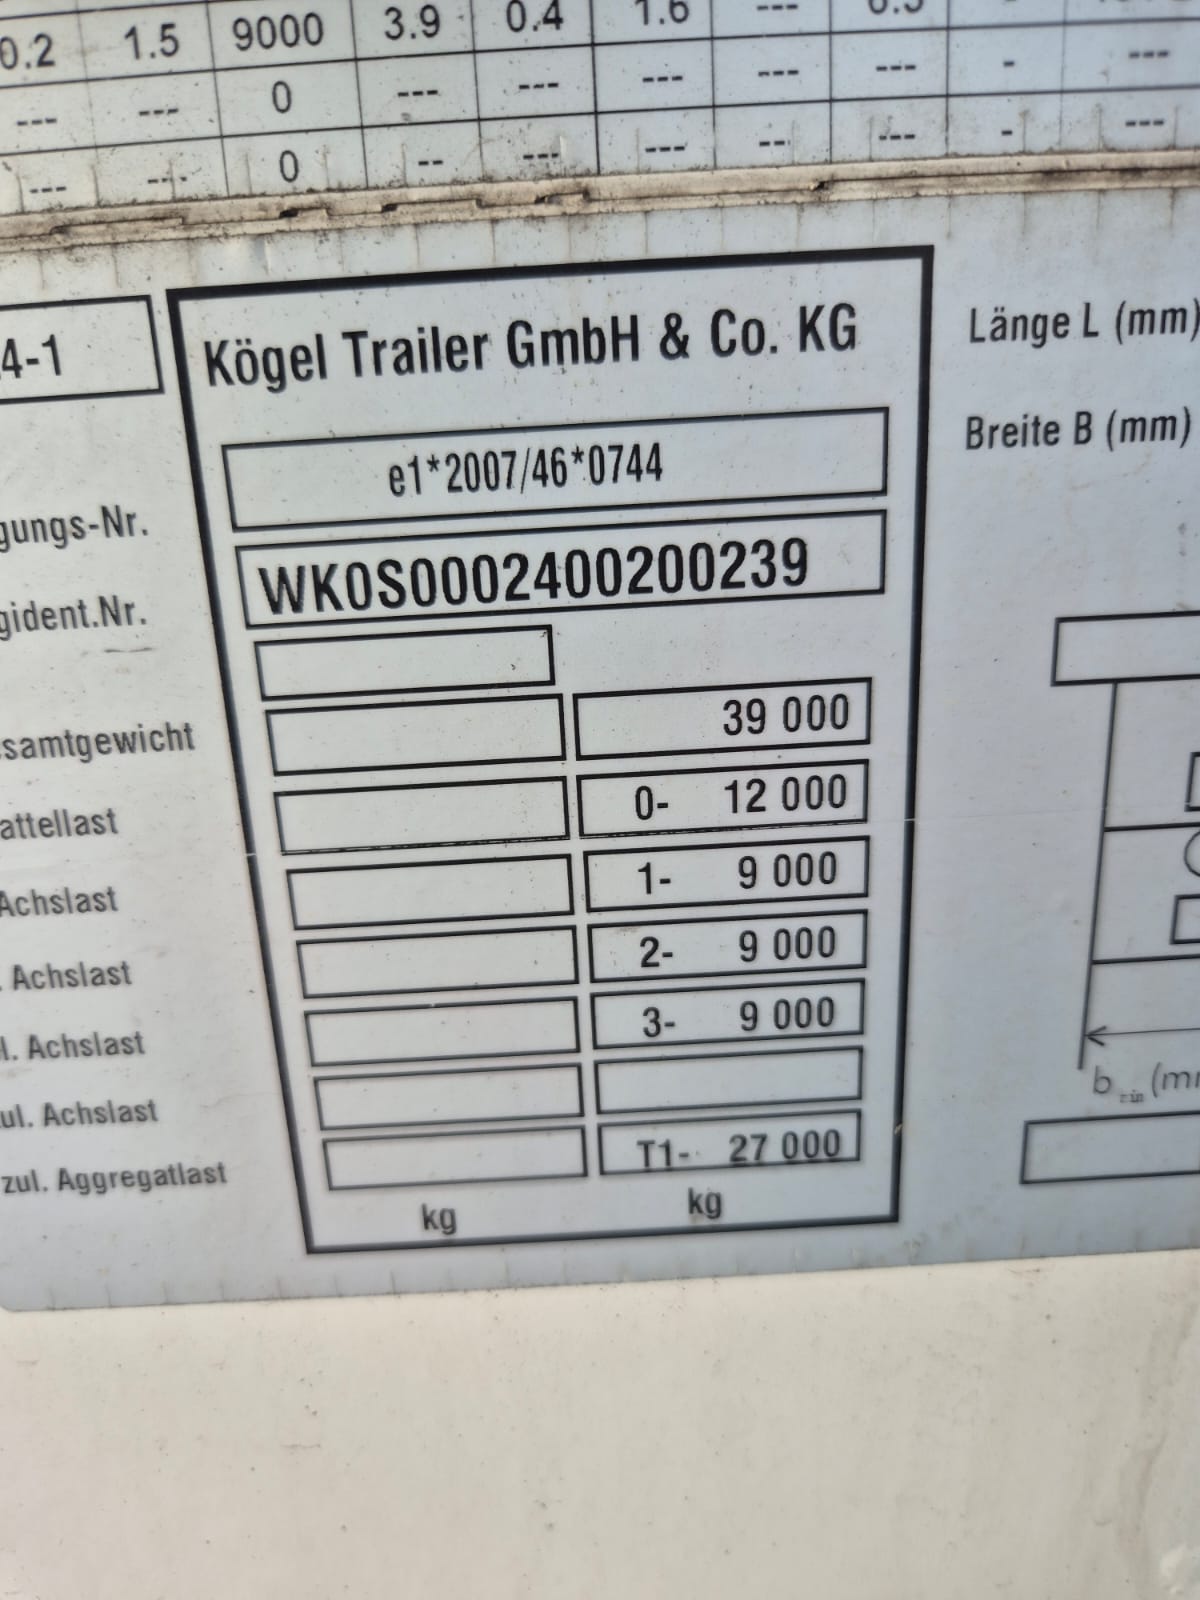 0.2 1.5 9000 3.9 0.4 1.6 ---
--- --- 0 --- --- --- --- --- - ---
--- --- 0 -- --- --- --- --- - ---
4-1
Kögel Trailer GmbH & Co. KG
Länge L (mm)
Breite B (mm)
e1*2007/46*0744
gungs-Nr.
WK0S0002400200239
gident.Nr.
samtgewicht 39 000
attellast 0- 12 000
Achslast 1- 9 000
. Achslast 2- 9 000
l. Achslast 3- 9 000
ul. Achslast
zul. Aggregatlast T1- 27 000
kg kg